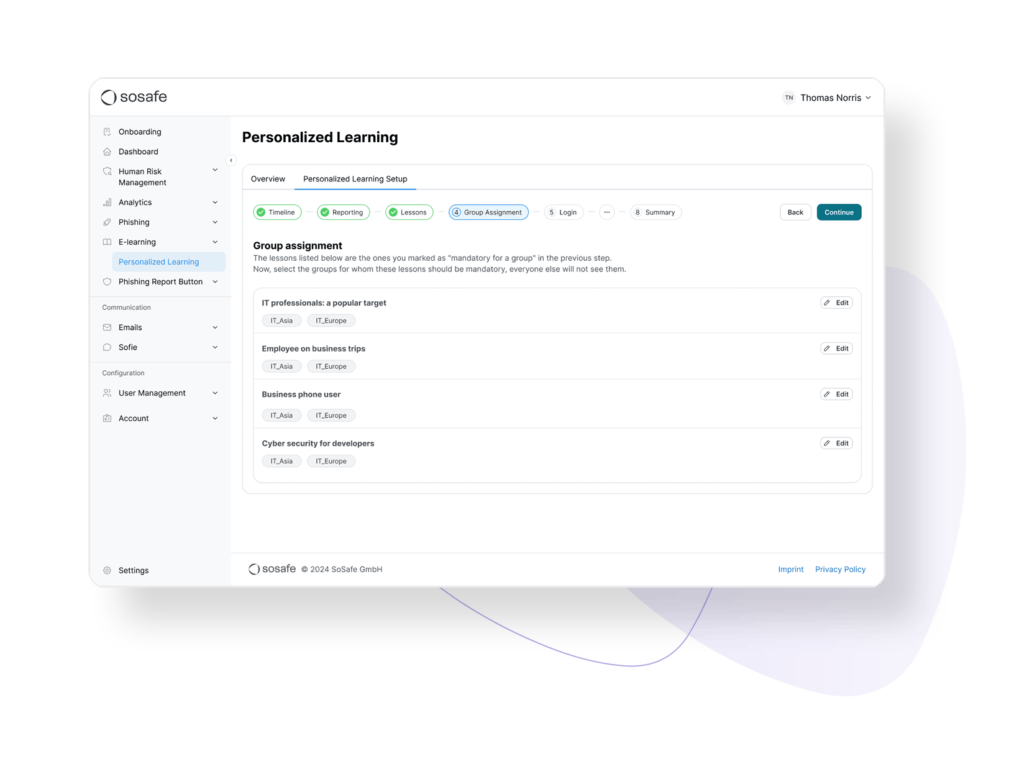 sosafe
TN Thomas Norris
Onboarding
Dashboard
Human Risk
Management
Analytics
Phishing
E-learning
Personalized Learning
Phishing Report Button
Communication
Emails
Sofie
Configuration
User Management
Account
Settings
Personalized Learning
Overview Personalized Learning Setup
Timeline Reporting Lessons 4 Group Assignment 5 Login ··· 8 Summary Back Continue
Group assignment
The lessons listed below are the ones you marked as "mandatory for a group" in the previous step.
Now, select the groups for whom these lessons should be mandatory, everyone else will not see them.
IT professionals: a popular target Edit
IT_Asia IT_Europe
Employee on business trips Edit
IT_Asia IT_Europe
Business phone user Edit
IT_Asia IT_Europe
Cyber security for developers Edit
IT_Asia IT_Europe
sosafe © 2024 SoSafe GmbH Imprint Privacy Policy